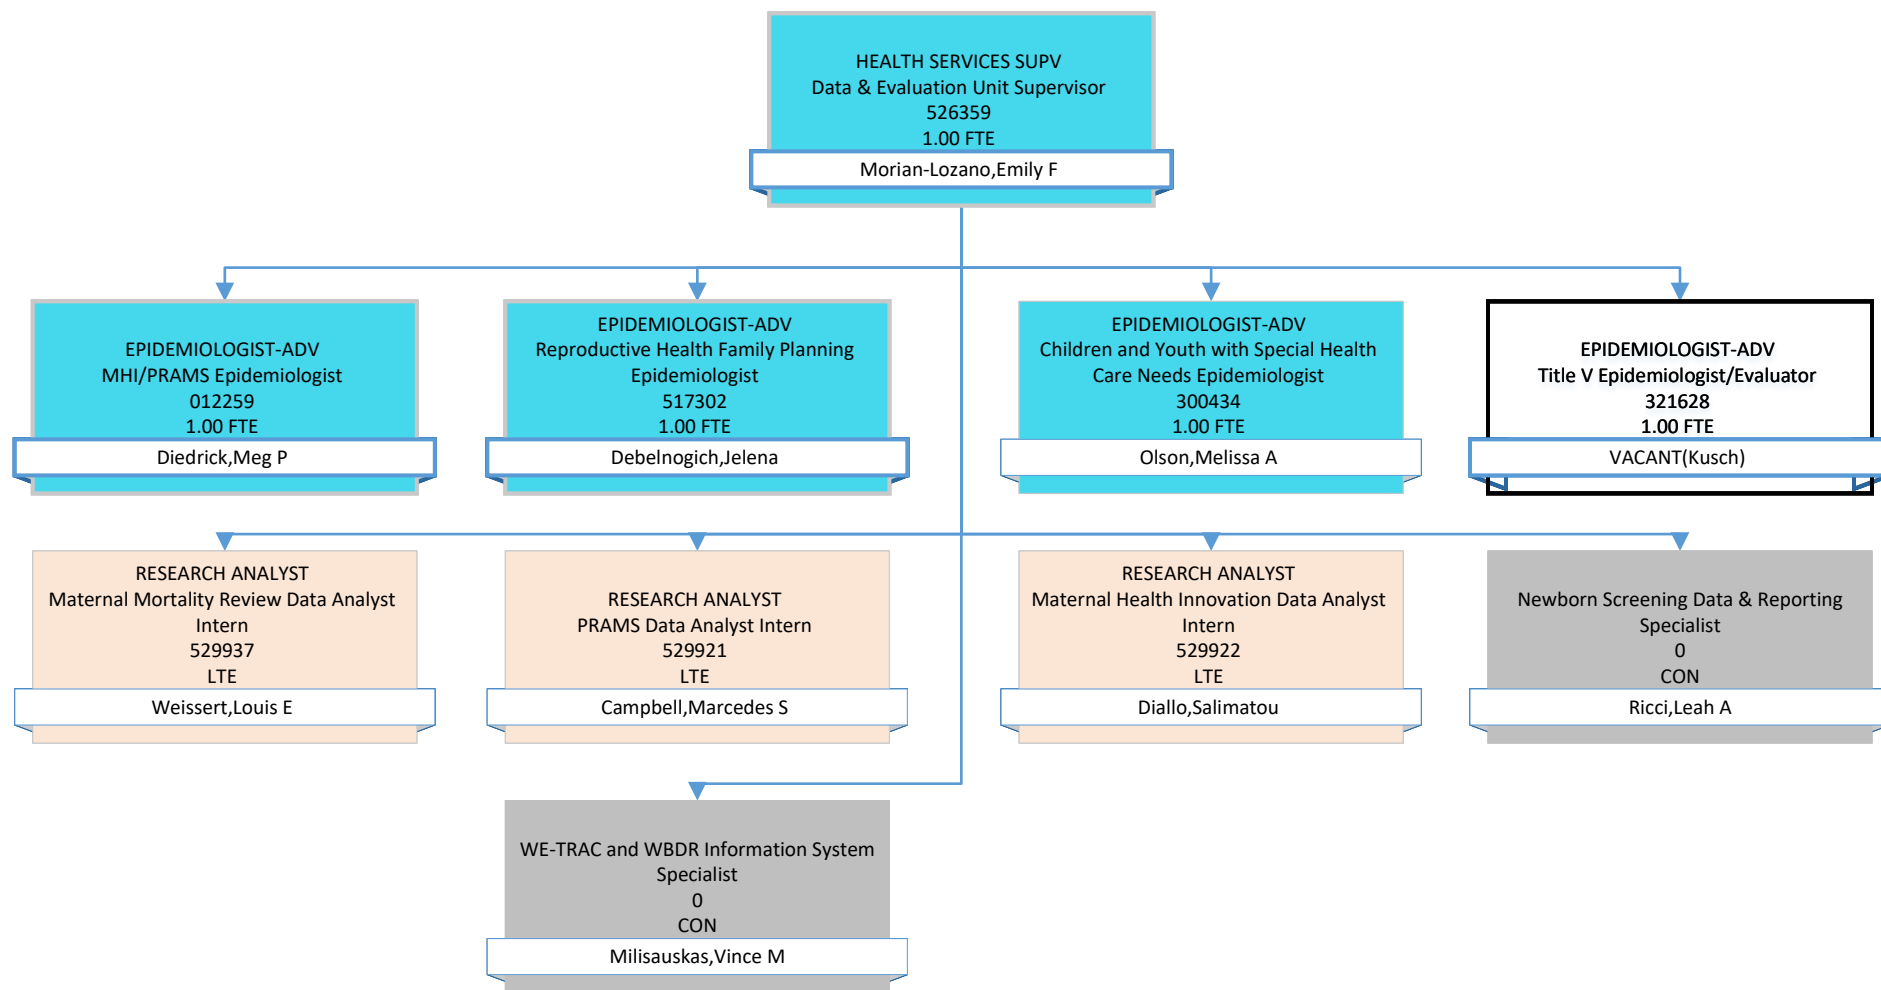 HEALTH SERVICES SUPV
Data & Evaluation Unit Supervisor
526359
1.00 FTE
Morian-Lozano,Emily F
EPIDEMIOLOGIST-ADV
MHI/PRAMS Epidemiologist
012259
1.00 FTE
Diedrick,Meg P
EPIDEMIOLOGIST-ADV
Reproductive Health Family Planning
Epidemiologist
517302
1.00 FTE
Debelnogich,Jelena
EPIDEMIOLOGIST-ADV
Children and Youth with Special Health
Care Needs Epidemiologist
300434
1.00 FTE
Olson,Melissa A
EPIDEMIOLOGIST-ADV
Title V Epidemiologist/Evaluator
321628
1.00 FTE
VACANT(Kusch)
RESEARCH ANALYST
Maternal Mortality Review Data Analyst
Intern
529937
LTE
Weissert,Louis E
RESEARCH ANALYST
PRAMS Data Analyst Intern
529921
LTE
Campbell,Marcedes S
RESEARCH ANALYST
Maternal Health Innovation Data Analyst
Intern
529922
LTE
Diallo,Salimatou
Newborn Screening Data & Reporting
Specialist
0
CON
Ricci,Leah A
WE-TRAC and WBDR Information System
Specialist
0
CON
Milisauskas,Vince M